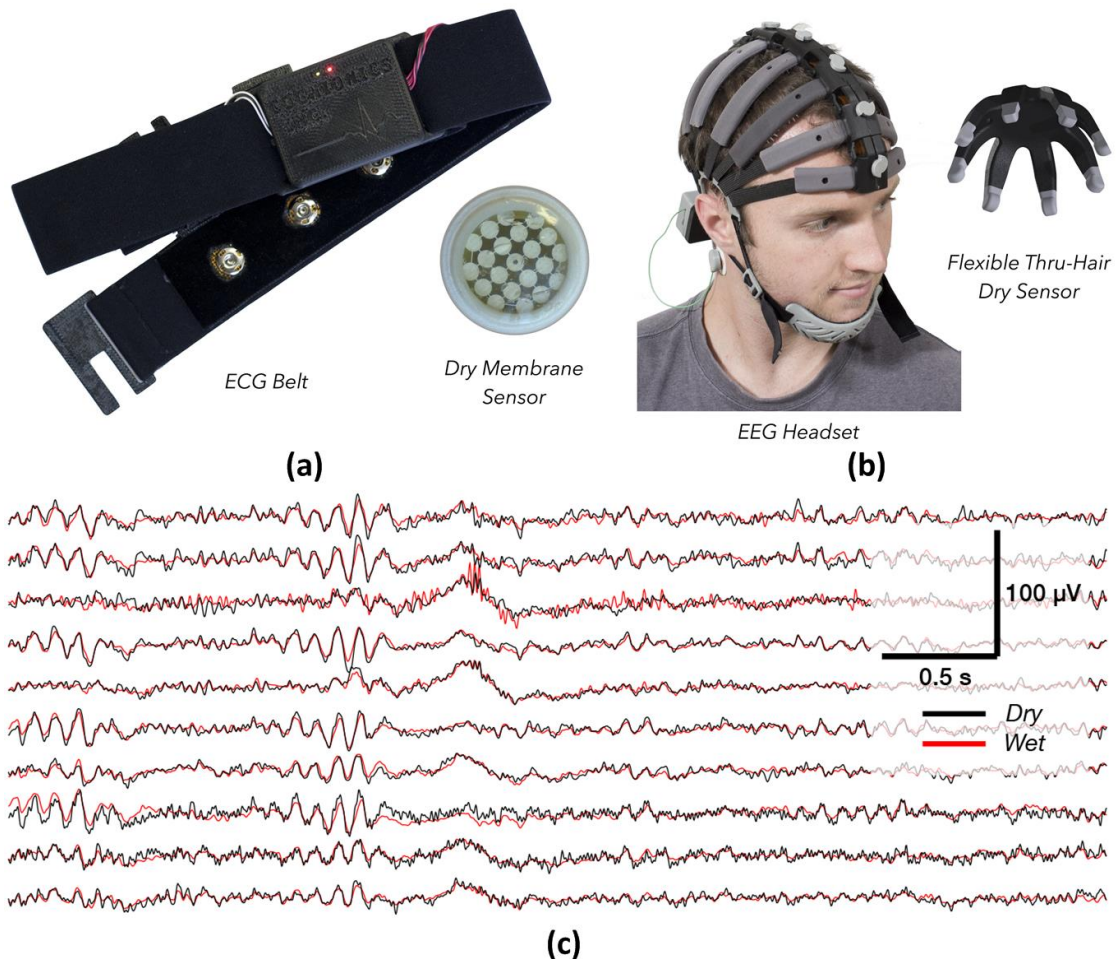 ECG Belt
Dry Membrane
Sensor
Flexible Thru-Hair
Dry Sensor
EEG Headset
(a)
(b)
100 µV
0.5 s
Dry
Wet
(c)